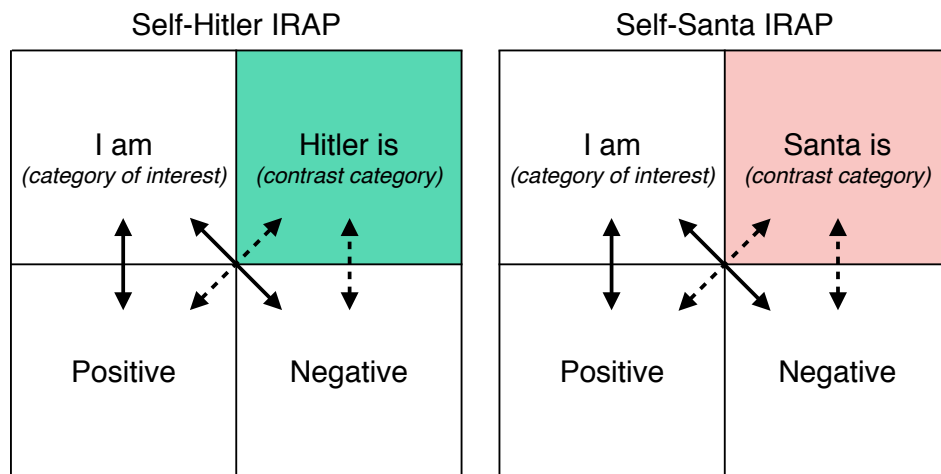 Self-Hitler IRAP
I am
(category of interest)
Hitler is
(contrast category)
Positive
Negative
Self-Santa IRAP
I am
(category of interest)
Santa is
(contrast category)
Positive
Negative